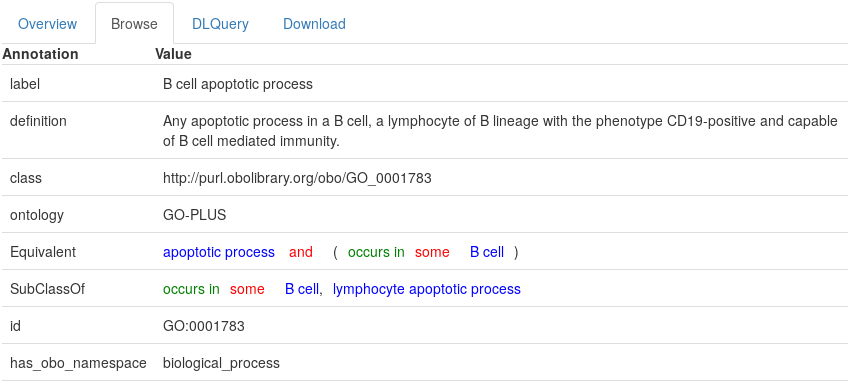 Overview Browse DLQuery Download
Annotation Value
label B cell apoptotic process
definition Any apoptotic process in a B cell, a lymphocyte of B lineage with the phenotype CD19-positive and capable
of B cell mediated immunity.
class http://purl.obolibrary.org/obo/GO_0001783
ontology GO-PLUS
Equivalent apoptotic process and ( occurs in some B cell )
SubClassOf occurs in some B cell, lymphocyte apoptotic process
id GO:0001783
has_obo_namespace biological_process